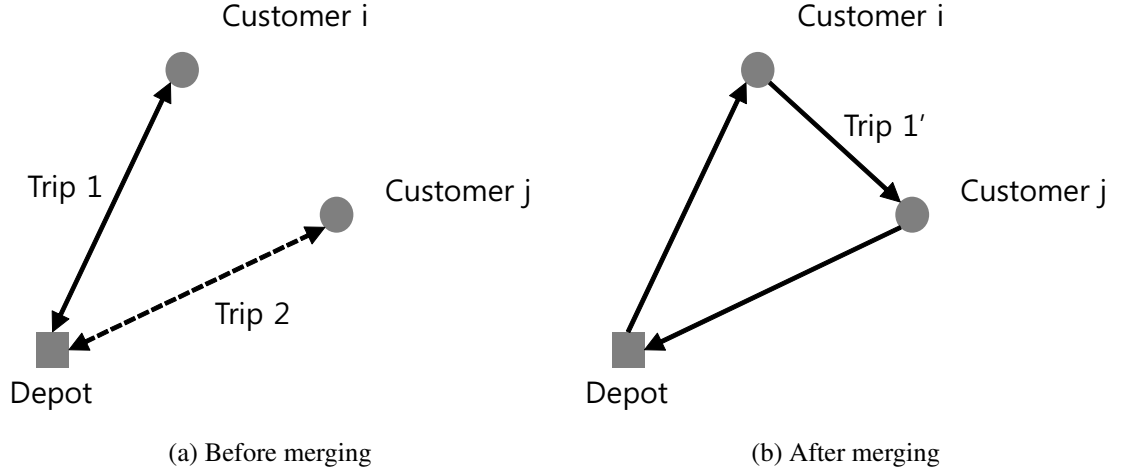 Customer i
Trip 1
Customer j
Trip 2
Depot
(a) Before merging
Customer i
Trip 1′
Customer j
Depot
(b) After merging